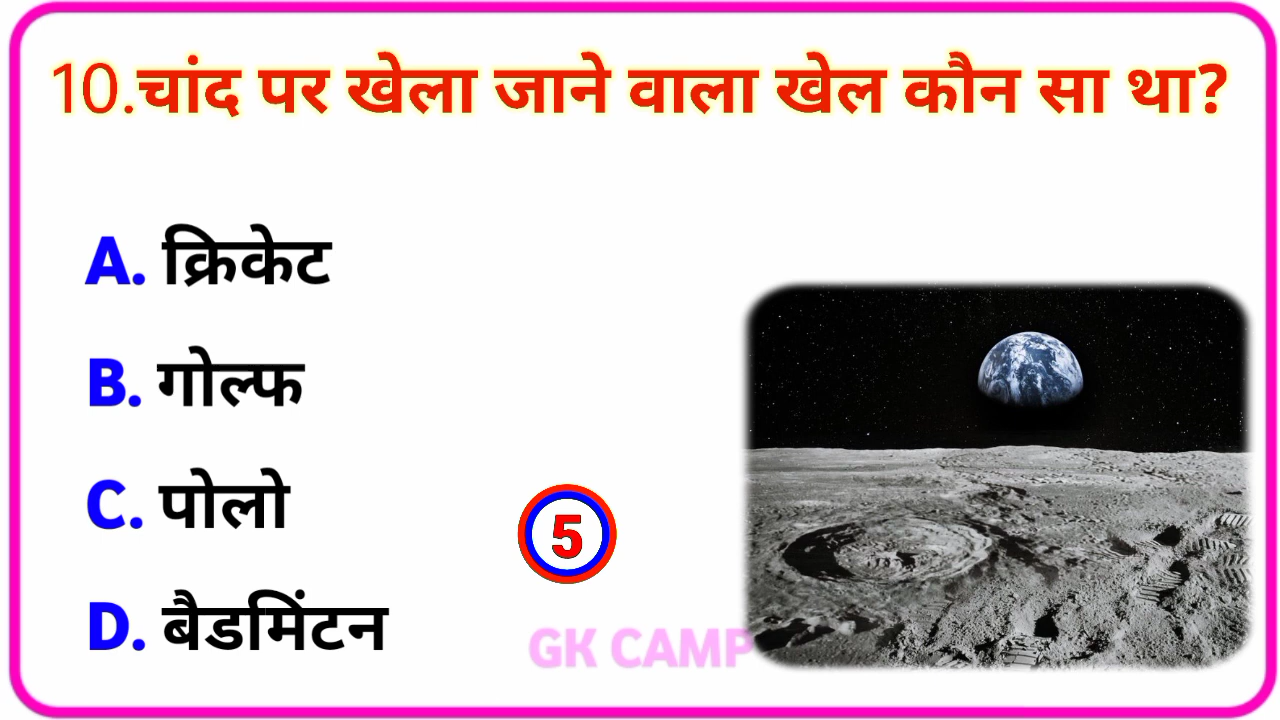 10.चांद पर खेला जाने वाला खेल कौन सा था?
A. क्रिकेट
B. गोल्फ
C. पोलो
5
D. बैडमिंटन
GK CAMP